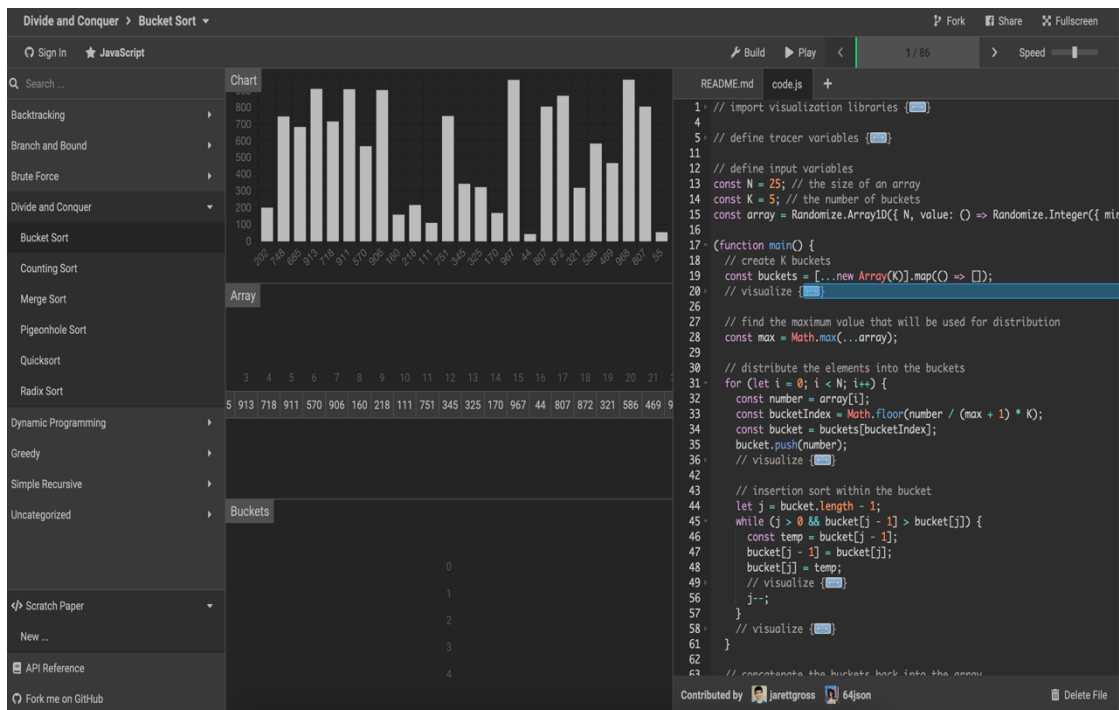 Divide and Conquer > Bucket Sort
Fork
Share
Fullscreen
Sign In
JavaScript
Build
Play
1 / 86
Speed
Search ...
Backtracking
Branch and Bound
Brute Force
Divide and Conquer
Bucket Sort
Counting Sort
Merge Sort
Pigeonhole Sort
Quicksort
Radix Sort
Dynamic Programming
Greedy
Simple Recursive
Uncategorized
</> Scratch Paper
New ...
API Reference
Fork me on GitHub
Chart
800
700
600
500
400
300
200
100
0
202 748 685 913 718 911 570 906 160 218 111 751 345 325 170 967 44 807 872 321 586 469 968 807 55
Array
3 4 5 6 7 8 9 10 11 12 13 14 15 16 17 18 19 20 21
5 913 718 911 570 906 160 218 111 751 345 325 170 967 44 807 872 321 586 469 9
Buckets
0
1
2
3
4
README.md code.js +
1 // import visualization libraries {
4
5 // define tracer variables {
11
12 // define input variables
13 const N = 25; // the size of an array
14 const K = 5; // the number of buckets
15 const array = Randomize.Array1D({ N, value: () => Randomize.Integer({ mi
16
17 (function main() {
18 // create K buckets
19 const buckets = [...new Array(K)].map(() => []);
20 // visualize {}
26
27 // find the maximum value that will be used for distribution
28 const max = Math.max(...array);
29
30 // distribute the elements into the buckets
31 for (let i = 0; i < N; i++) {
32 const number = array[i];
33 const bucketIndex = Math.floor(number / (max + 1) * K);
34 const bucket = buckets[bucketIndex];
35 bucket.push(number);
36 // visualize {}
42
43 // insertion sort within the bucket
44 let j = bucket.length - 1;
45 while (j > 0 && bucket[j - 1] > bucket[j]) {
46 const temp = bucket[j - 1];
47 bucket[j - 1] = bucket[j];
48 bucket[j] = temp;
49 // visualize {}
56 j--;
57 }
58 // visualize {}
61 }
62
63 // concatenate the buckets back into the array
Contributed by jarettgross 64json
Delete File